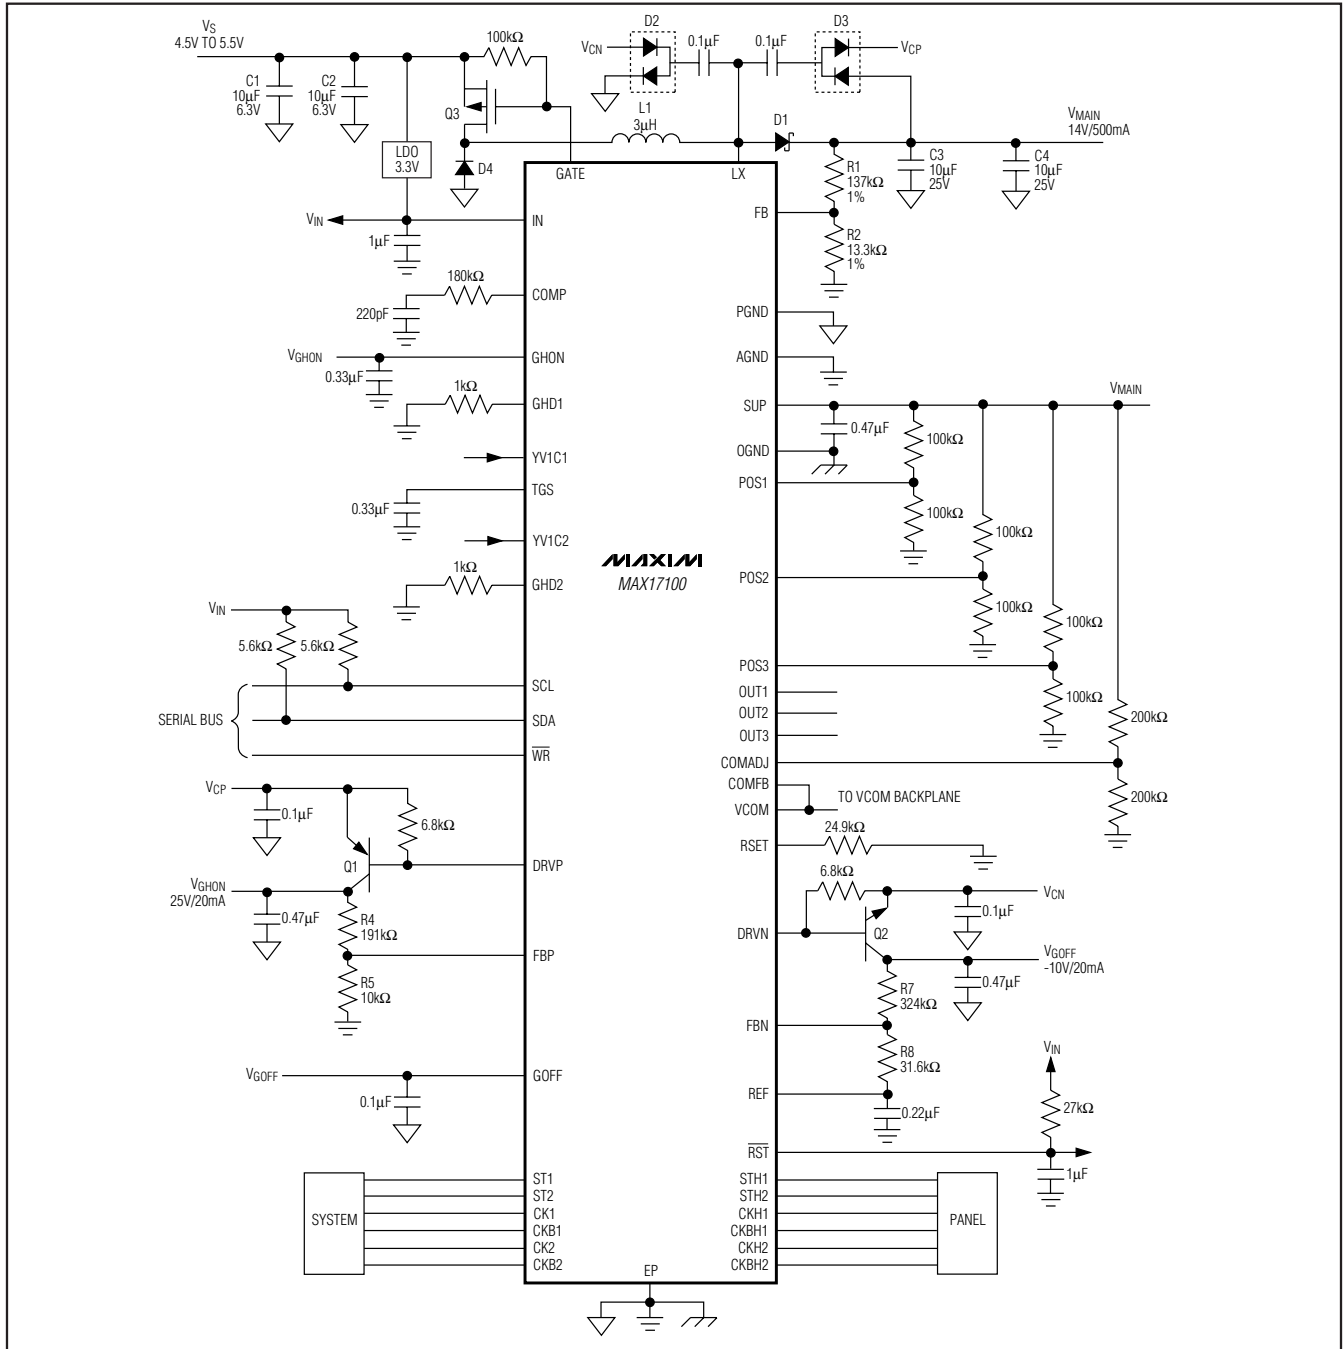 VS
4.5V TO 5.5V
C1
10µF
6.3V
C2
10µF
6.3V
100kΩ
Q3
LDO
3.3V
D4
VCN
D2
0.1µF
0.1µF
D3
VCP
L1
3µH
D1
VMAIN
14V/500mA
R1
137kΩ
1%
C3
10µF
25V
C4
10µF
25V
GATE
LX
FB
R2
13.3kΩ
1%
VIN
IN
1µF
180kΩ
COMP
220pF
PGND
VGHON
GHON
0.33µF
AGND
1kΩ
GHD1
SUP
VMAIN
0.47µF
100kΩ
OGND
YV1C1
POS1
TGS
0.33µF
100kΩ
100kΩ
YV1C2
MAXIM
MAX17100
1kΩ
GHD2
POS2
100kΩ
100kΩ
VIN
5.6kΩ
5.6kΩ
POS3
SCL
OUT1
100kΩ
SERIAL BUS
SDA
OUT2
200kΩ
OUT3
WR
COMADJ
COMFB
VCP
0.1µF
6.8kΩ
VCOM
TO VCOM BACKPLANE
200kΩ
24.9kΩ
RSET
Q1
DRVP
6.8kΩ
VGHON
25V/20mA
VCN
0.1µF
0.47µF
R4
191kΩ
DRVN
Q2
FBP
VGOFF
-10V/20mA
R5
10kΩ
R7
324kΩ
0.47µF
FBN
R8
31.6kΩ
VIN
VGOFF
GOFF
0.1µF
REF
0.22µF
27kΩ
RST
1µF
SYSTEM
ST1
ST2
CK1
CKB1
CK2
CKB2
STH1
STH2
CKH1
CKBH1
CKH2
CKBH2
PANEL
EP